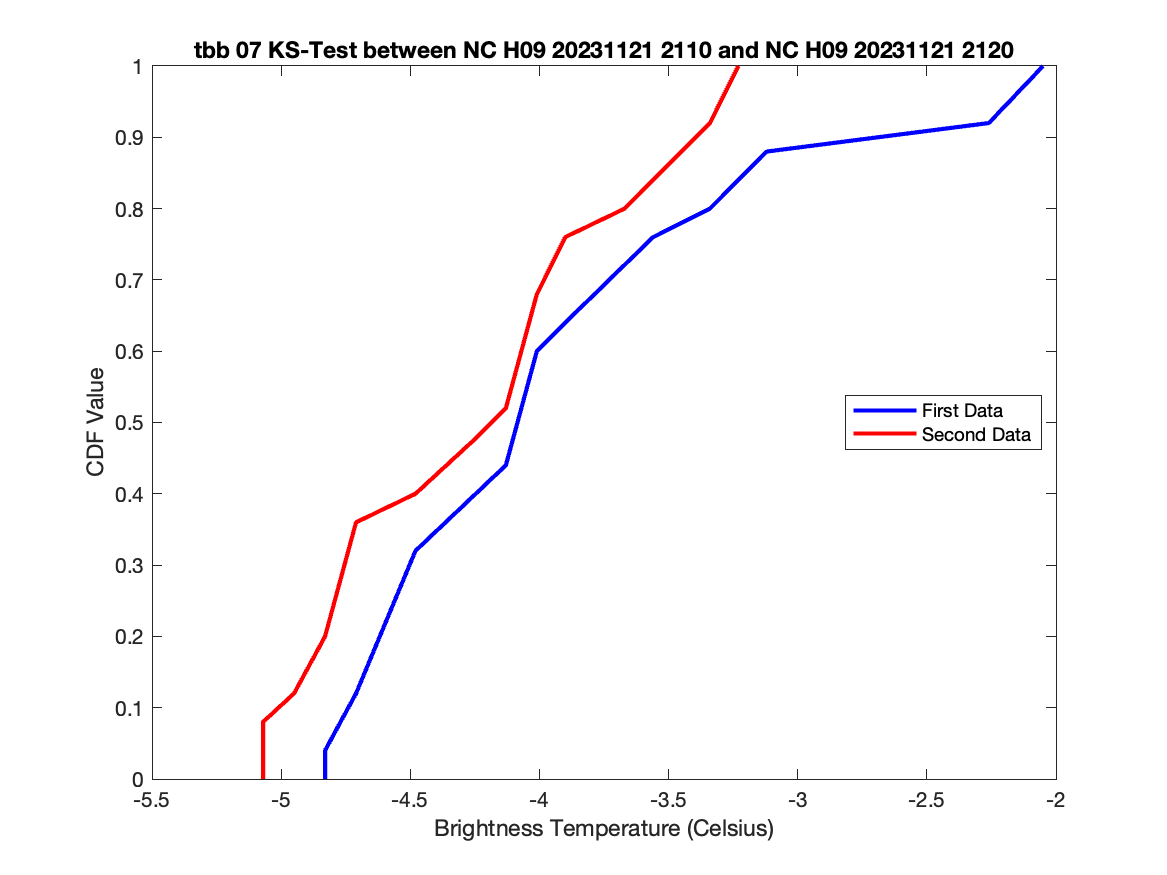 tbb 07 KS-Test between NC H09 20231121 2110 and NC H09 20231121 2120
1
0.9
0.8
0.7
0.6
0.5
0.4
0.3
0.2
0.1
0
CDF Value
First Data
Second Data
-5.5 -5 -4.5 -4 -3.5 -3 -2.5 -2
Brightness Temperature (Celsius)